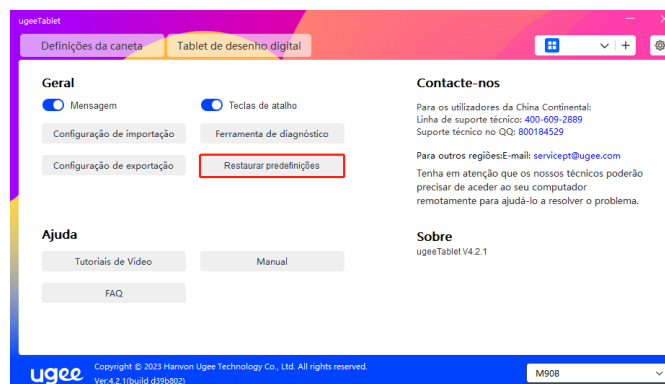 ugeeTablet
Definições da caneta
Tablet de desenho digital
Geral
Mensagem
Teclas de atalho
Configuração de importação
Ferramenta de diagnóstico
Configuração de exportação
Restaurar predefinições
Ajuda
Tutoriais de Vídeo
Manual
FAQ
Contacte-nos
Para os utilizadores da China Continental:
Linha de suporte técnico: 400-609-2889
Suporte técnico no QQ: 800184529
Para outros regiões:E-mail: servicept@ugee.com
Tenha em atenção que os nossos técnicos poderão
precisar de aceder ao seu computador
remotamente para ajudá-lo a resolver o problema.
Sobre
ugeeTablet V4.2.1
ugee
Copyright © 2023 Hanvon Ugee Technology Co., Ltd. All rights reserved.
Ver:4.2.1(build d39b802)
M908